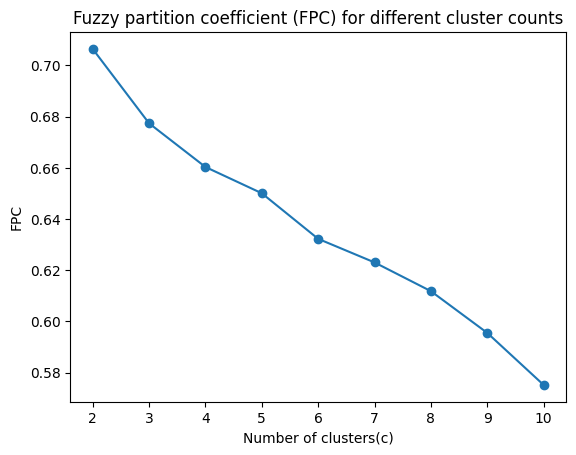 Fuzzy partition coefficient (FPC) for different cluster counts
0.70
0.68
0.66
0.64
0.62
0.60
0.58
FPC
2 3 4 5 6 7 8 9 10
Number of clusters(c)